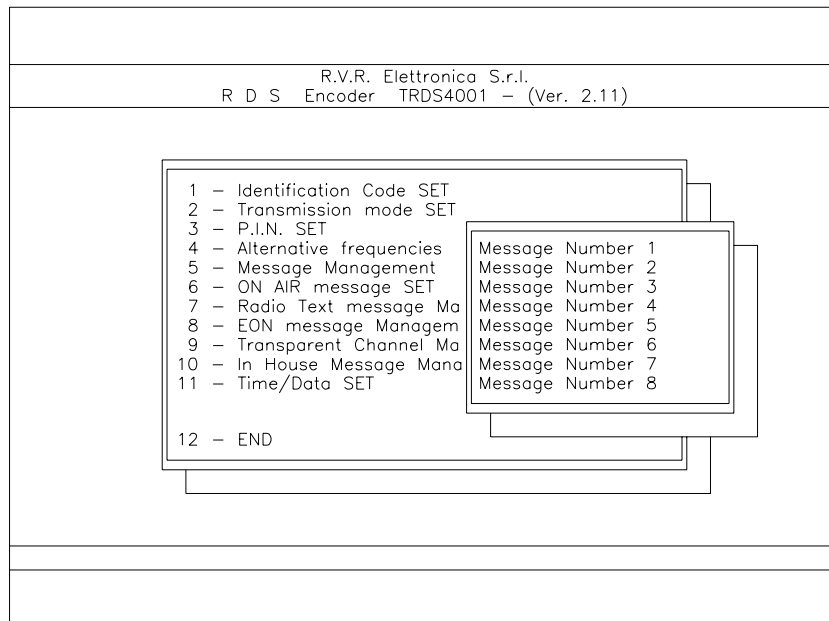 R.V.R. Elettronica S.r.l.
R D S Encoder TRDS4001 – (Ver. 2.11)
1 – Identification Code SET
2 – Transmission mode SET
3 – P.I.N. SET
4 – Alternative frequencies
5 – Message Management
6 – ON AIR message SET
7 – Radio Text message Ma
8 – EON message Managem
9 – Transparent Channel Ma
10 – In House Message Mana
11 – Time/Data SET
12 – END
Message Number 1
Message Number 2
Message Number 3
Message Number 4
Message Number 5
Message Number 6
Message Number 7
Message Number 8